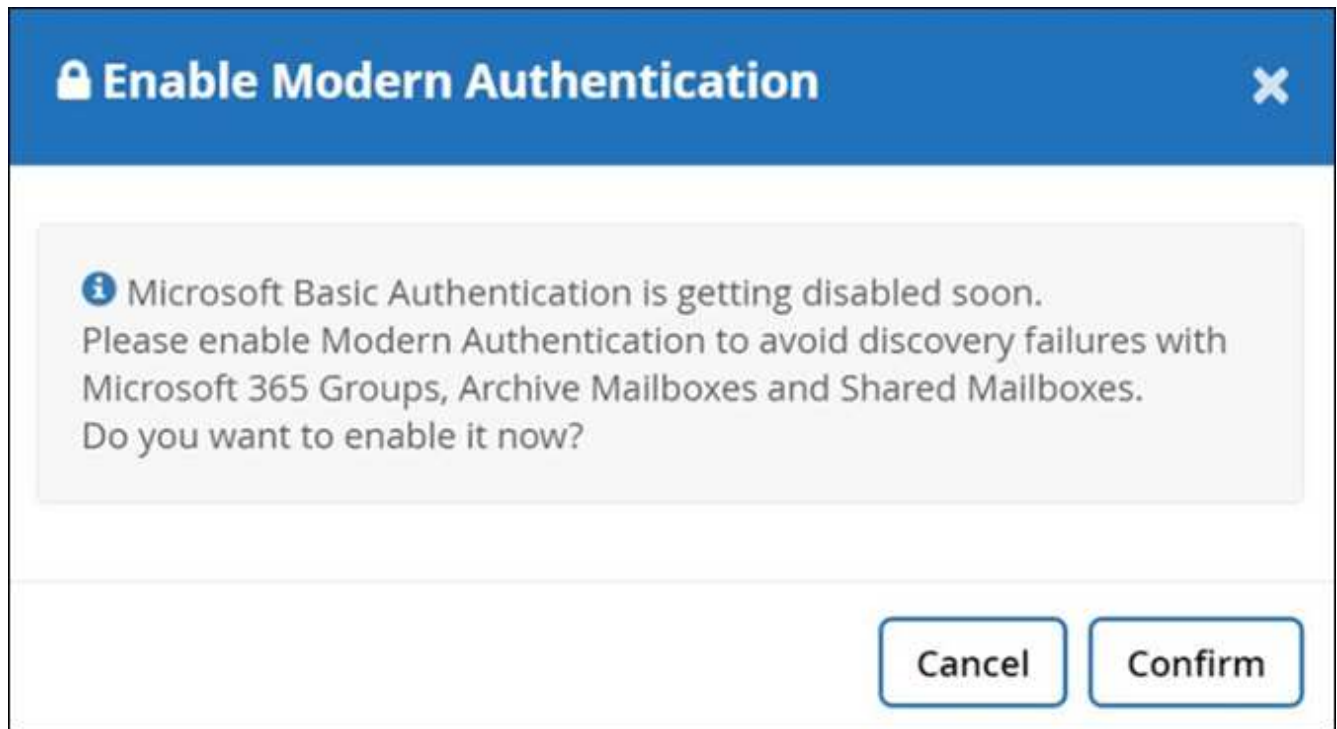 Enable Modern Authentication
Microsoft Basic Authentication is getting disabled soon.
Please enable Modern Authentication to avoid discovery failures with
Microsoft 365 Groups, Archive Mailboxes and Shared Mailboxes.
Do you want to enable it now?
Cancel Confirm